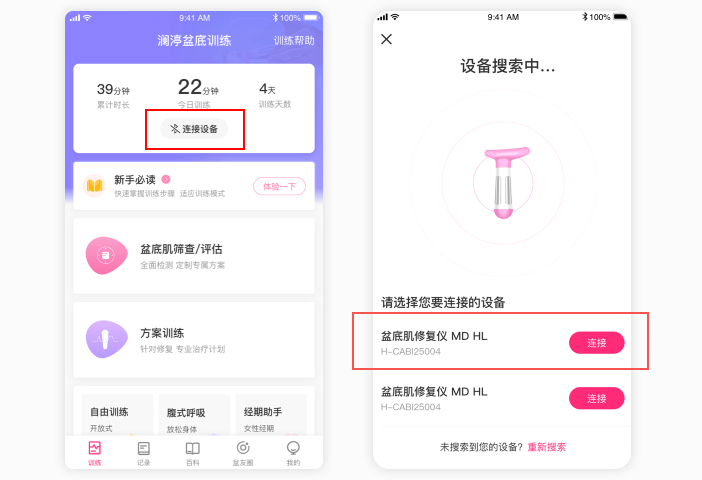 9:41 AM
100%
澜渟盆底训练
训练帮助
39分钟
22分钟
4天
累计时长
今日训练
训练天数
连接设备
新手必读
快速掌握训练步骤 适应训练模式
体验一下
盆底肌筛查/评估
全面检测 定制专属方案
方案训练
针对修复 专业治疗计划
自由训练
腹式呼吸
经期助手
开放式
放松身体
女性经期
训练
记录
百科
盆友圈
我的
9:41 AM
100%
设备搜索中...
请选择您要连接的设备
盆底肌修复仪 MD HL
H-CABI25004
连接
盆底肌修复仪 MD HL
H-CABI25004
连接
未搜索到您的设备? 重新搜索